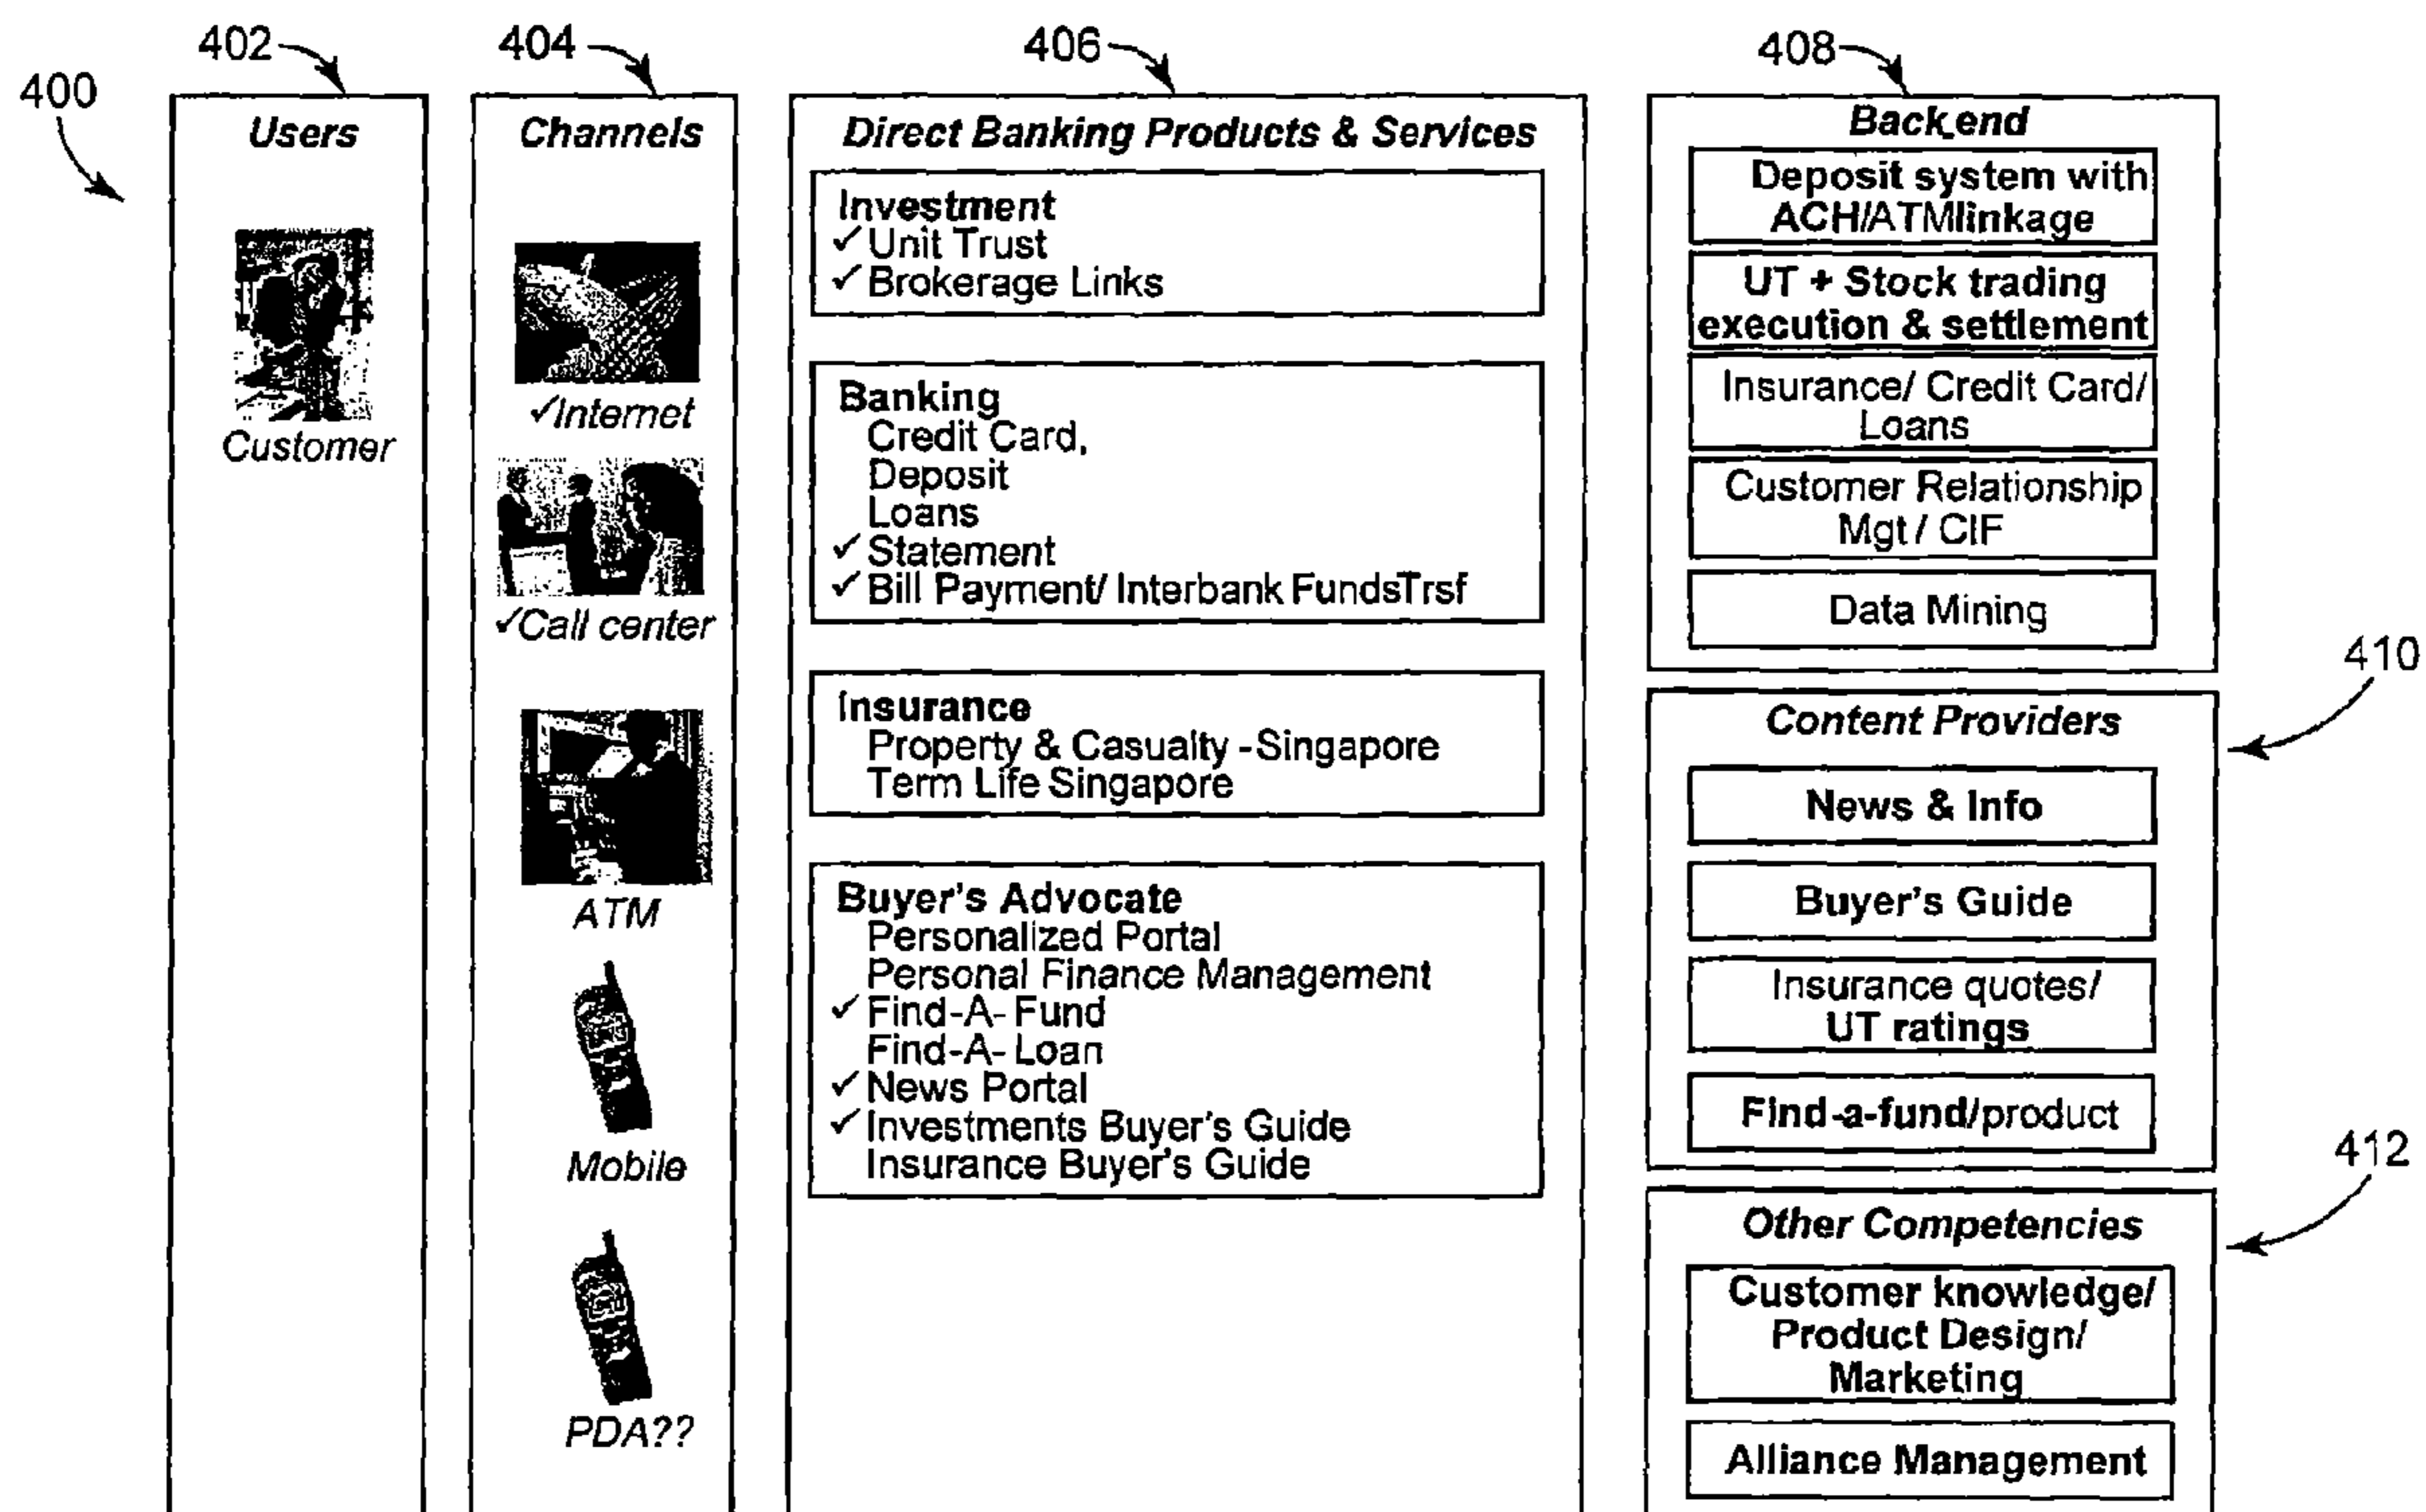 400
402
Users
Customer
404
Channels
✓Internet
✓Call center
ATM
Mobile
PDA??
406
Direct Banking Products & Services
Investment
✓ Unit Trust
✓ Brokerage Links
Banking
Credit Card,
Deposit
Loans
✓ Statement
✓ Bill Payment/ Interbank FundsTrsf
Insurance
Property & Casualty -Singapore
Term Life Singapore
Buyer's Advocate
Personalized Portal
Personal Finance Management
✓ Find-A-Fund
Find-A-Loan
✓ News Portal
✓ Investments Buyer's Guide
Insurance Buyer's Guide
408
Back end
Deposit system with
ACH/ATMlinkage
UT + Stock trading
execution & settlement
Insurance/ Credit Card/
Loans
Customer Relationship
Mgt / CIF
Data Mining
410
Content Providers
News & Info
Buyer's Guide
Insurance quotes/
UT ratings
Find-a-fund/product
412
Other Competencies
Customer knowledge/
Product Design/
Marketing
Alliance Management